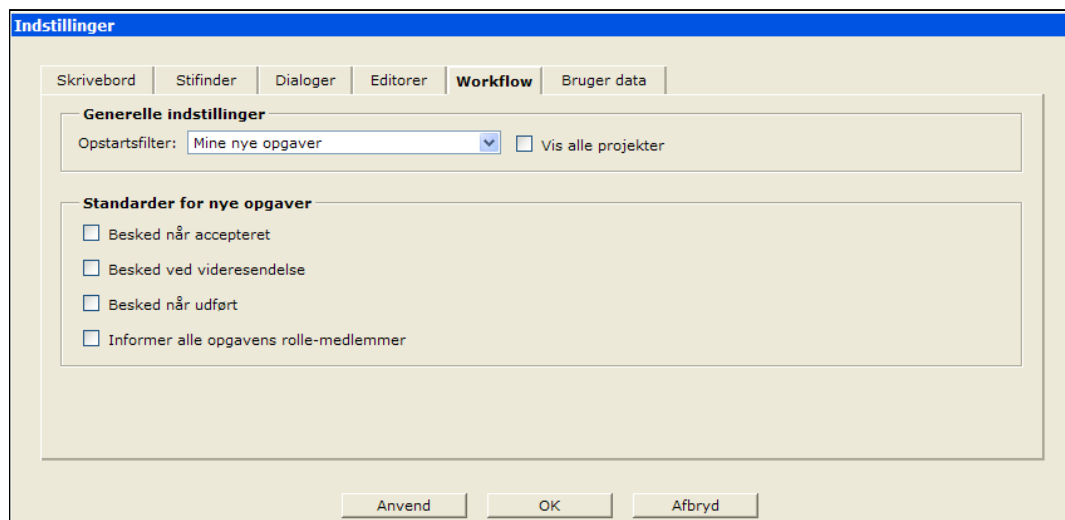 Indstillinger
Skrivebord Stifinder Dialoger Editorer Workflow Bruger data
Generelle indstillinger
Opstartsfilter: Mine nye opgaver Vis alle projekter
Standarder for nye opgaver
Besked når accepteret
Besked ved videresendelse
Besked når udført
Informer alle opgavens rolle-medlemmer
Anvend OK Afbryd